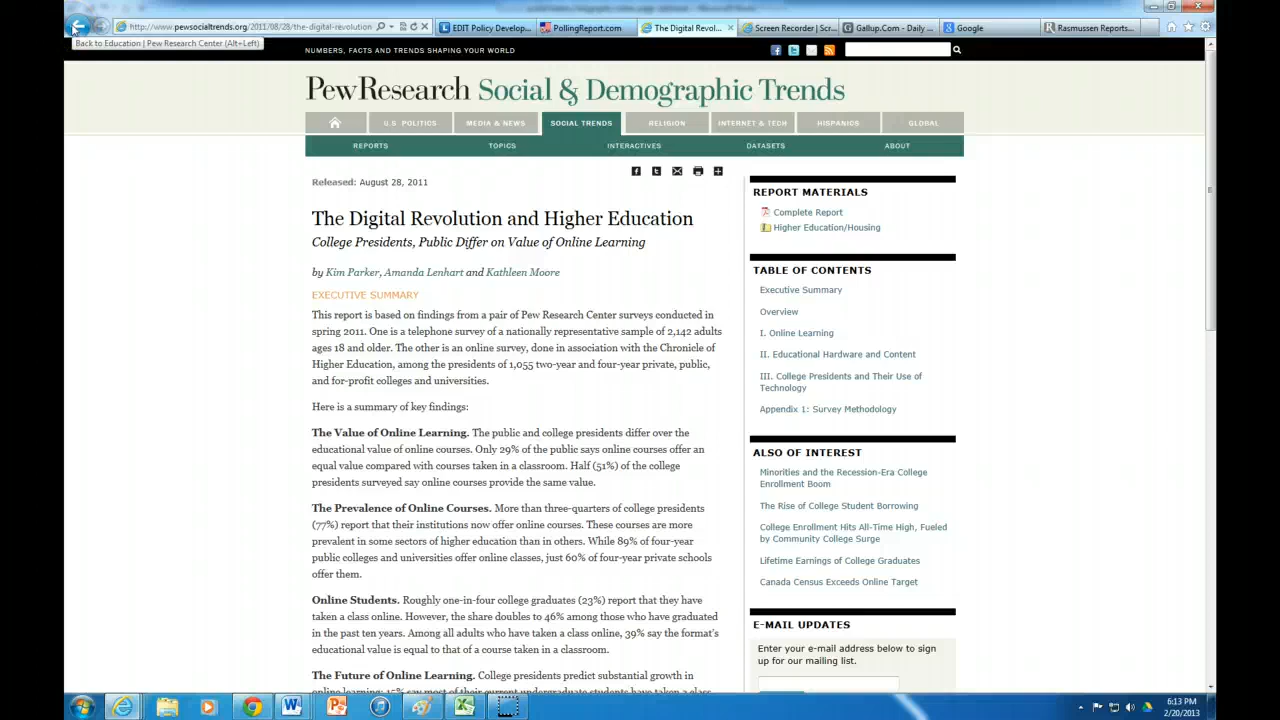 http://www.pewsocialtrends.org/2011/08/28/the-digital-revolution
EDIT Policy Develop...
PollingReport.com
The Digital Revol...
Screen Recorder | Scr...
Gallup.Com - Daily ...
Google
Rasmussen Reports...
Back to Education | Pew Research Center (Alt+Left)
NUMBERS, FACTS AND TRENDS SHAPING YOUR WORLD
PewResearch Social & Demographic Trends
U.S. POLITICS
MEDIA & NEWS
SOCIAL TRENDS
RELIGION
INTERNET & TECH
HISPANICS
GLOBAL
REPORTS
TOPICS
INTERACTIVES
DATASETS
ABOUT
Released: August 28, 2011
The Digital Revolution and Higher Education
College Presidents, Public Differ on Value of Online Learning
by Kim Parker, Amanda Lenhart and Kathleen Moore
EXECUTIVE SUMMARY
This report is based on findings from a pair of Pew Research Center surveys conducted in
spring 2011. One is a telephone survey of a nationally representative sample of 2,142 adults
ages 18 and older. The other is an online survey, done in association with the Chronicle of
Higher Education, among the presidents of 1,055 two-year and four-year private, public,
and for-profit colleges and universities.
Here is a summary of key findings:
The Value of Online Learning. The public and college presidents differ over the
educational value of online courses. Only 29% of the public says online courses offer an
equal value compared with courses taken in a classroom. Half (51%) of the college
presidents surveyed say online courses provide the same value.
The Prevalence of Online Courses. More than three-quarters of college presidents
(77%) report that their institutions now offer online courses. These courses are more
prevalent in some sectors of higher education than in others. While 89% of four-year
public colleges and universities offer online classes, just 60% of four-year private schools
offer them.
Online Students. Roughly one-in-four college graduates (23%) report that they have
taken a class online. However, the share doubles to 46% among those who have graduated
in the past ten years. Among all adults who have taken a class online, 39% say the format's
educational value is equal to that of a course taken in a classroom.
The Future of Online Learning. College presidents predict substantial growth in
online learning: 15% say most of their current undergraduate students have taken a class
REPORT MATERIALS
Complete Report
Higher Education/Housing
TABLE OF CONTENTS
Executive Summary
Overview
I. Online Learning
II. Educational Hardware and Content
III. College Presidents and Their Use of
Technology
Appendix 1: Survey Methodology
ALSO OF INTEREST
Minorities and the Recession-Era College
Enrollment Boom
The Rise of College Student Borrowing
College Enrollment Hits All-Time High, Fueled
by Community College Surge
Lifetime Earnings of College Graduates
Canada Census Exceeds Online Target
E-MAIL UPDATES
Enter your e-mail address below to sign
up for our mailing list.
6:13 PM
2/20/2013